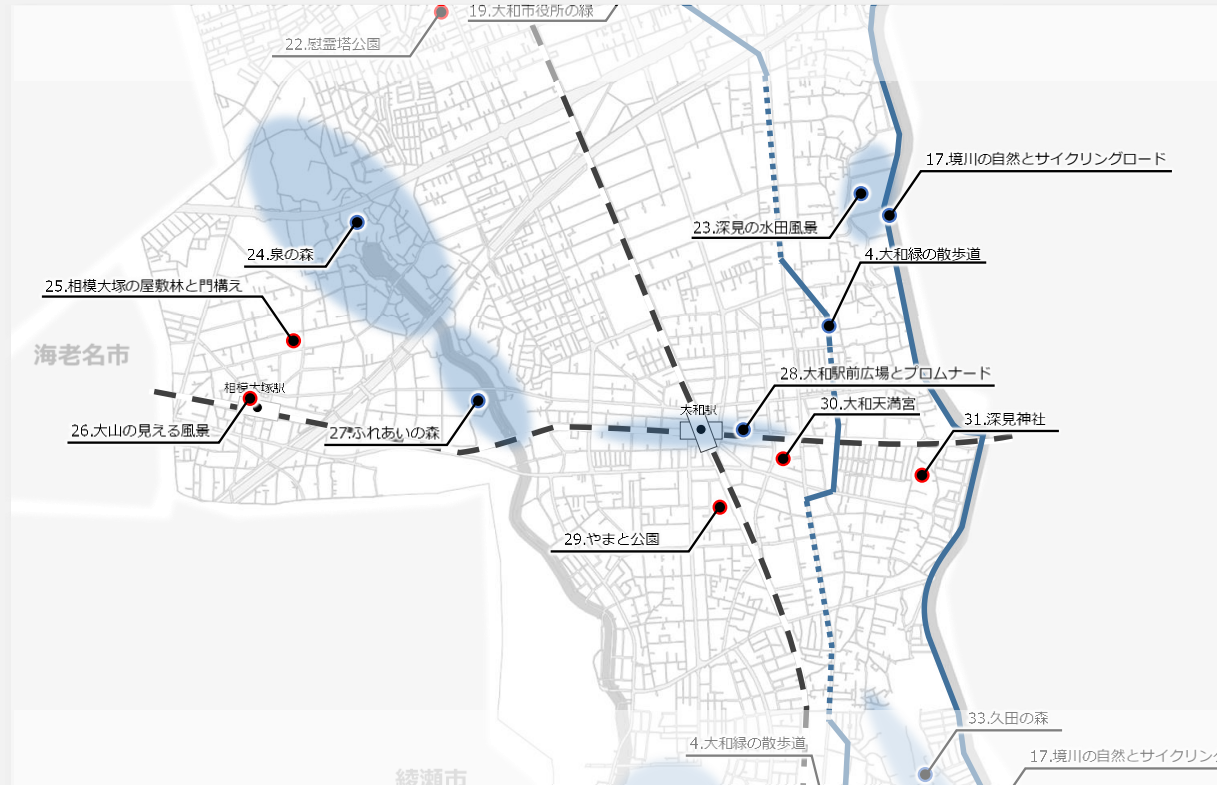 19.大和市役所の緑
22.慰霊塔公園
17.境川の自然とサイクリングロード
23.深見の水田風景
24.泉の森
4.大和緑の散歩道
25.相模大塚の屋敷林と門構え
海老名市
28.大和駅前広場とプロムナード
相模大塚駅
30.大和天満宮
大和駅
31.深見神社
26.大山の見える風景
27.ふれあいの森
29.やまと公園
33.久田の森
4.大和緑の散歩道
17.境川の自然とサイクリン
綾瀬市